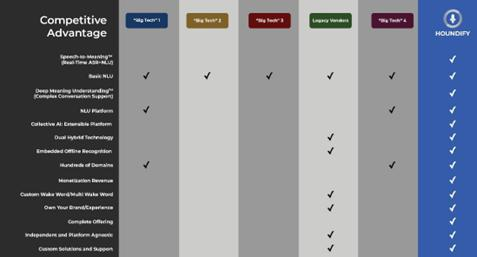 Competitive
Advantage
"Big Tech" 1
"Big Tech" 2
"Big Tech" 3
Legacy Vendors
"Big Tech" 4
HOUNDIFY
Speech-to-Meaning™
(Real-Time ASR+NLU)
Basic NLU
Deep Meaning Understanding™
(Complex Conversation Support)
NLU Platform
Collective AI: Extensible Platform
Dual Hybrid Technology
Embedded Offline Recognition
Hundreds of Domains
Monetization Revenue
Custom Wake Word/Multi Wake Word
Own Your Brand/Experience
Complete Offering
Independent and Platform Agnostic
Custom Solutions and Support